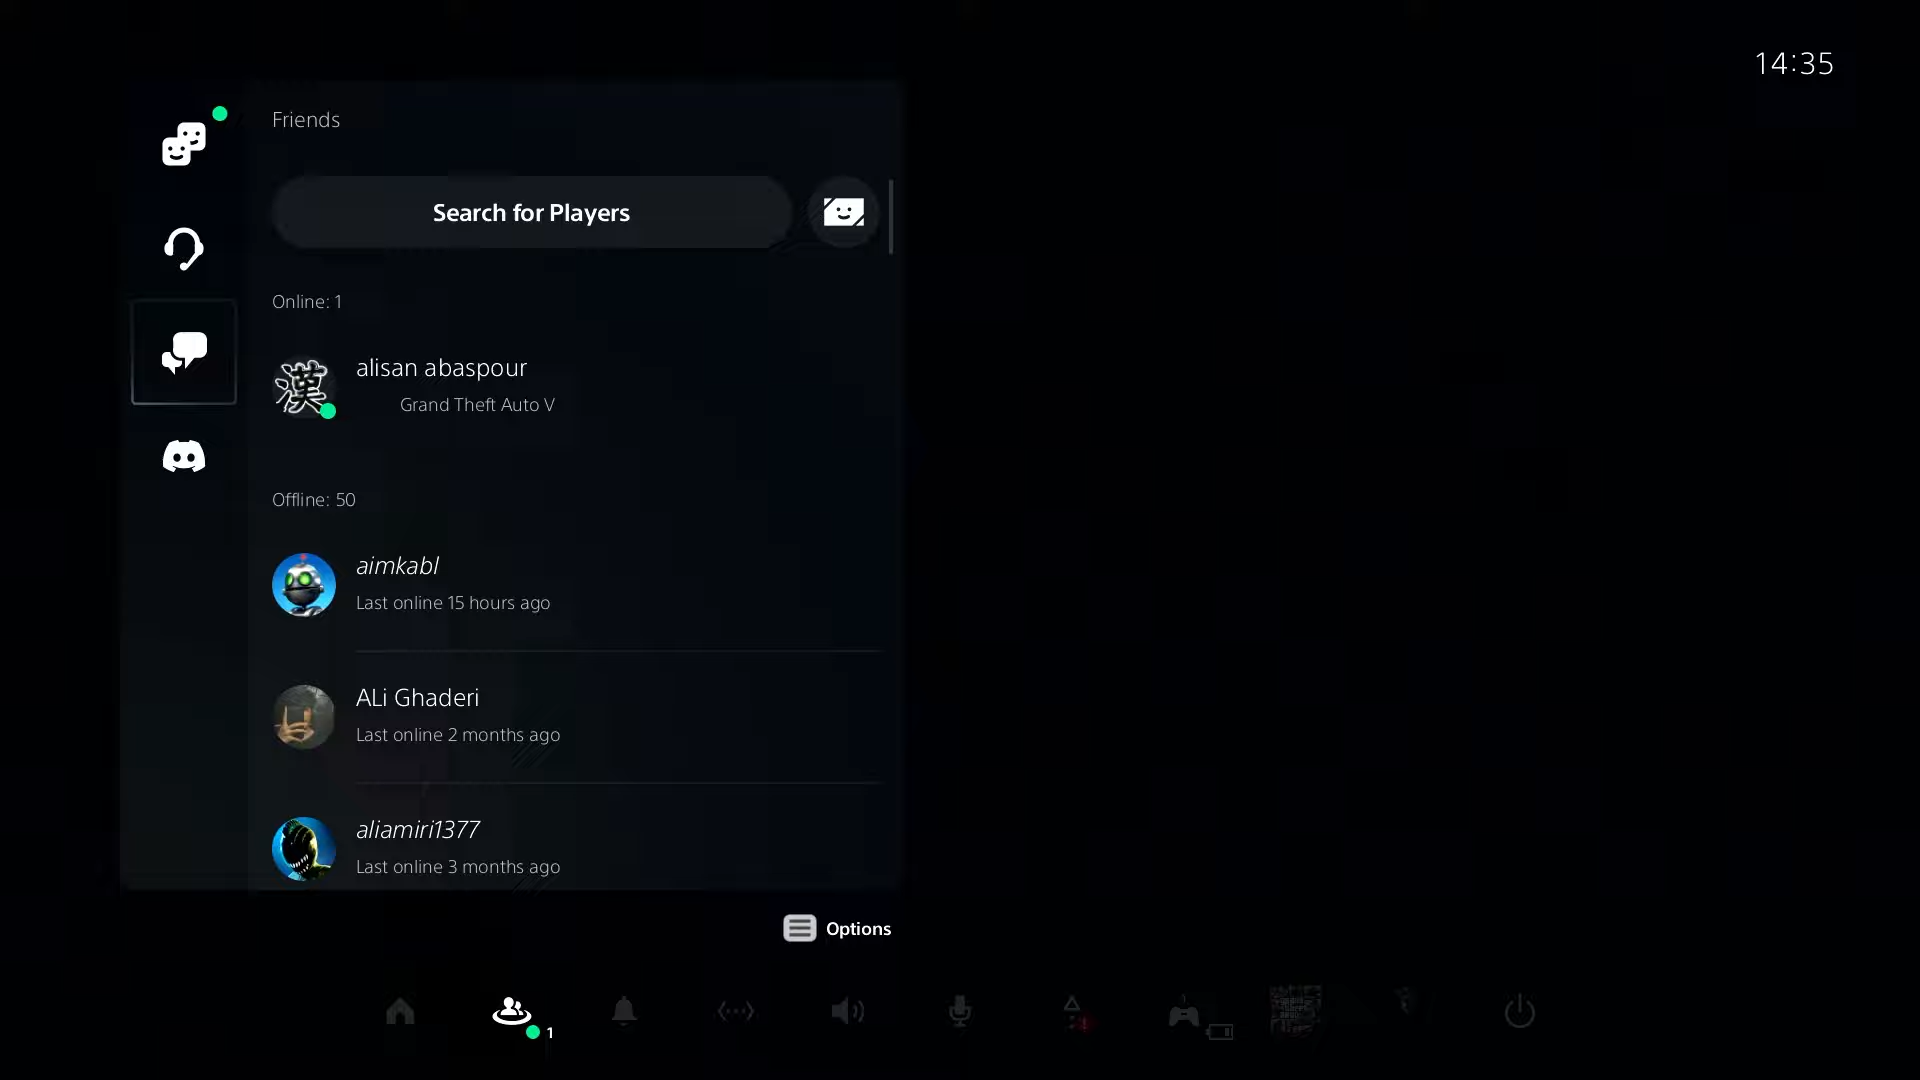 14:35
Friends
Search for Players
Online: 1
漢
alisan abaspour
Grand Theft Auto V
Offline: 50
aimkabl
Last online 15 hours ago
ALi Ghaderi
Last online 2 months ago
aliamiri1377
Last online 3 months ago
Options
1